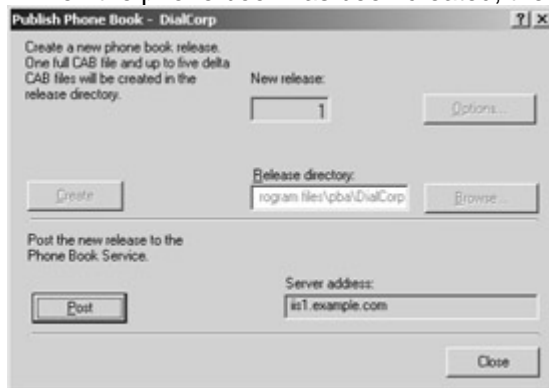 Publish Phone Book - DialCorp
Create a new phone book release.
One full CAB file and up to five delta
CAB files will be created in the
release directory.
New release:
1
Options...
Release directory:
Create
rogram files\pba\DialCorp
Browse...
Post the new release to the
Phone Book Service.
Server address:
Post
iis1.example.com
Close